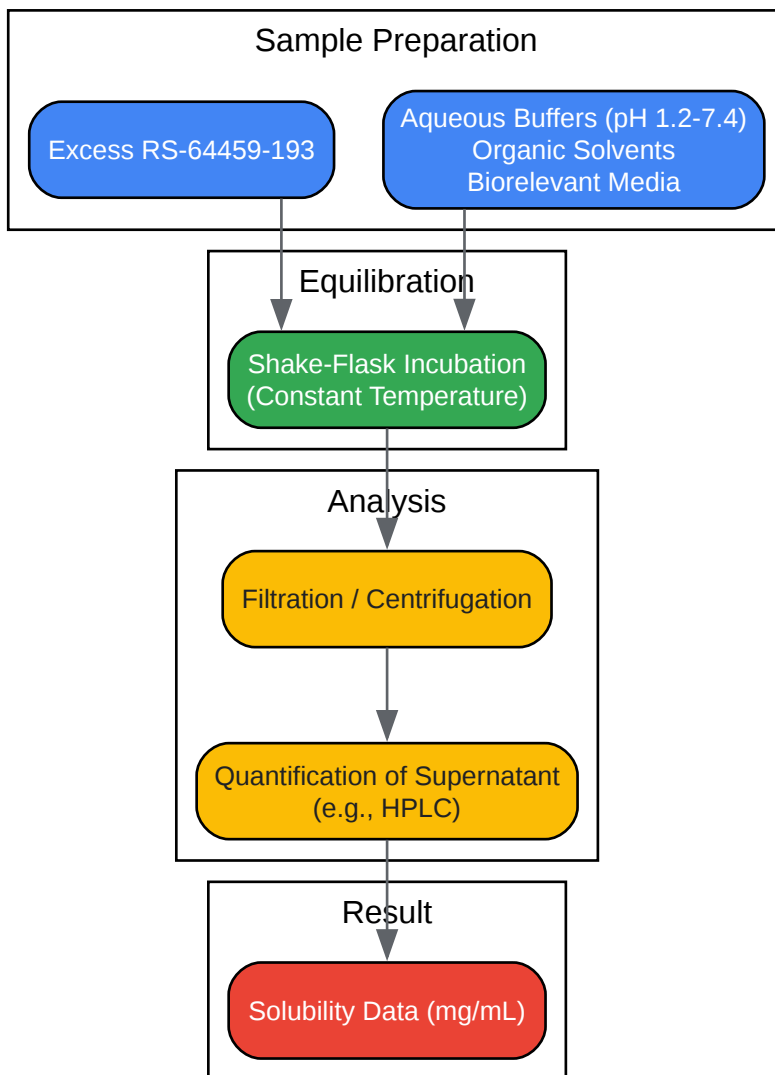 Sample Preparation
Excess RS-64459-193
Aqueous Buffers (pH 1.2-7.4)
Organic Solvents
Biorelevant Media
Equilibration
Shake-Flask Incubation
(Constant Temperature)
Analysis
Filtration / Centrifugation
Quantification of Supernatant
(e.g., HPLC)
Result
Solubility Data (mg/mL)